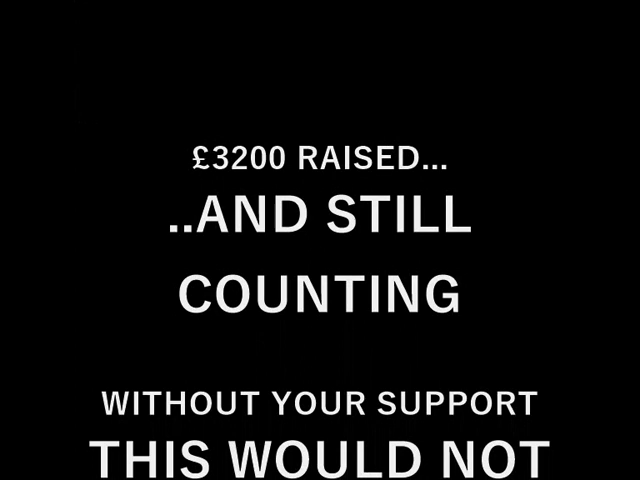 £3200 RAISED...
..AND STILL
COUNTING
WITHOUT YOUR SUPPORT
THIS WOULD NOT